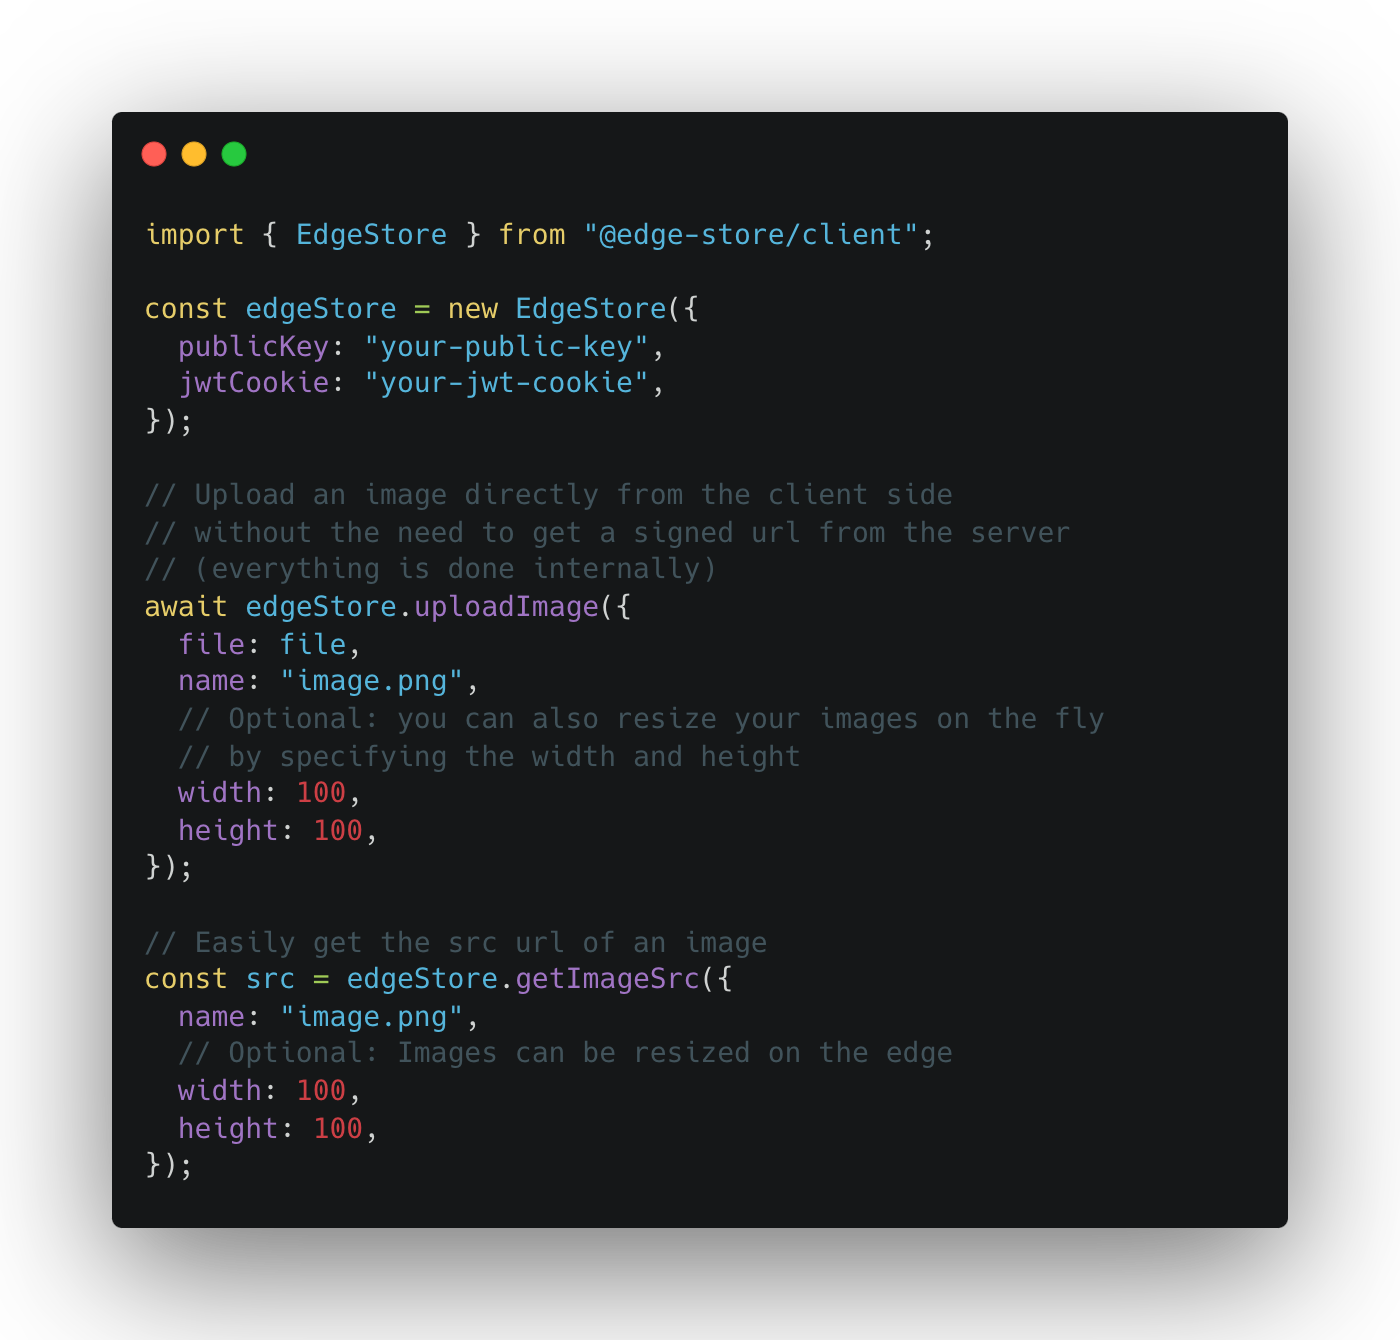 import { EdgeStore } from "@edge-store/client";

const edgeStore = new EdgeStore({
  publicKey: "your-public-key",
  jwtCookie: "your-jwt-cookie",
});

// Upload an image directly from the client side
// without the need to get a signed url from the server
// (everything is done internally)
await edgeStore.uploadImage({
  file: file,
  name: "image.png",
  // Optional: you can also resize your images on the fly
  // by specifying the width and height
  width: 100,
  height: 100,
});

// Easily get the src url of an image
const src = edgeStore.getImageSrc({
  name: "image.png",
  // Optional: Images can be resized on the edge
  width: 100,
  height: 100,
});